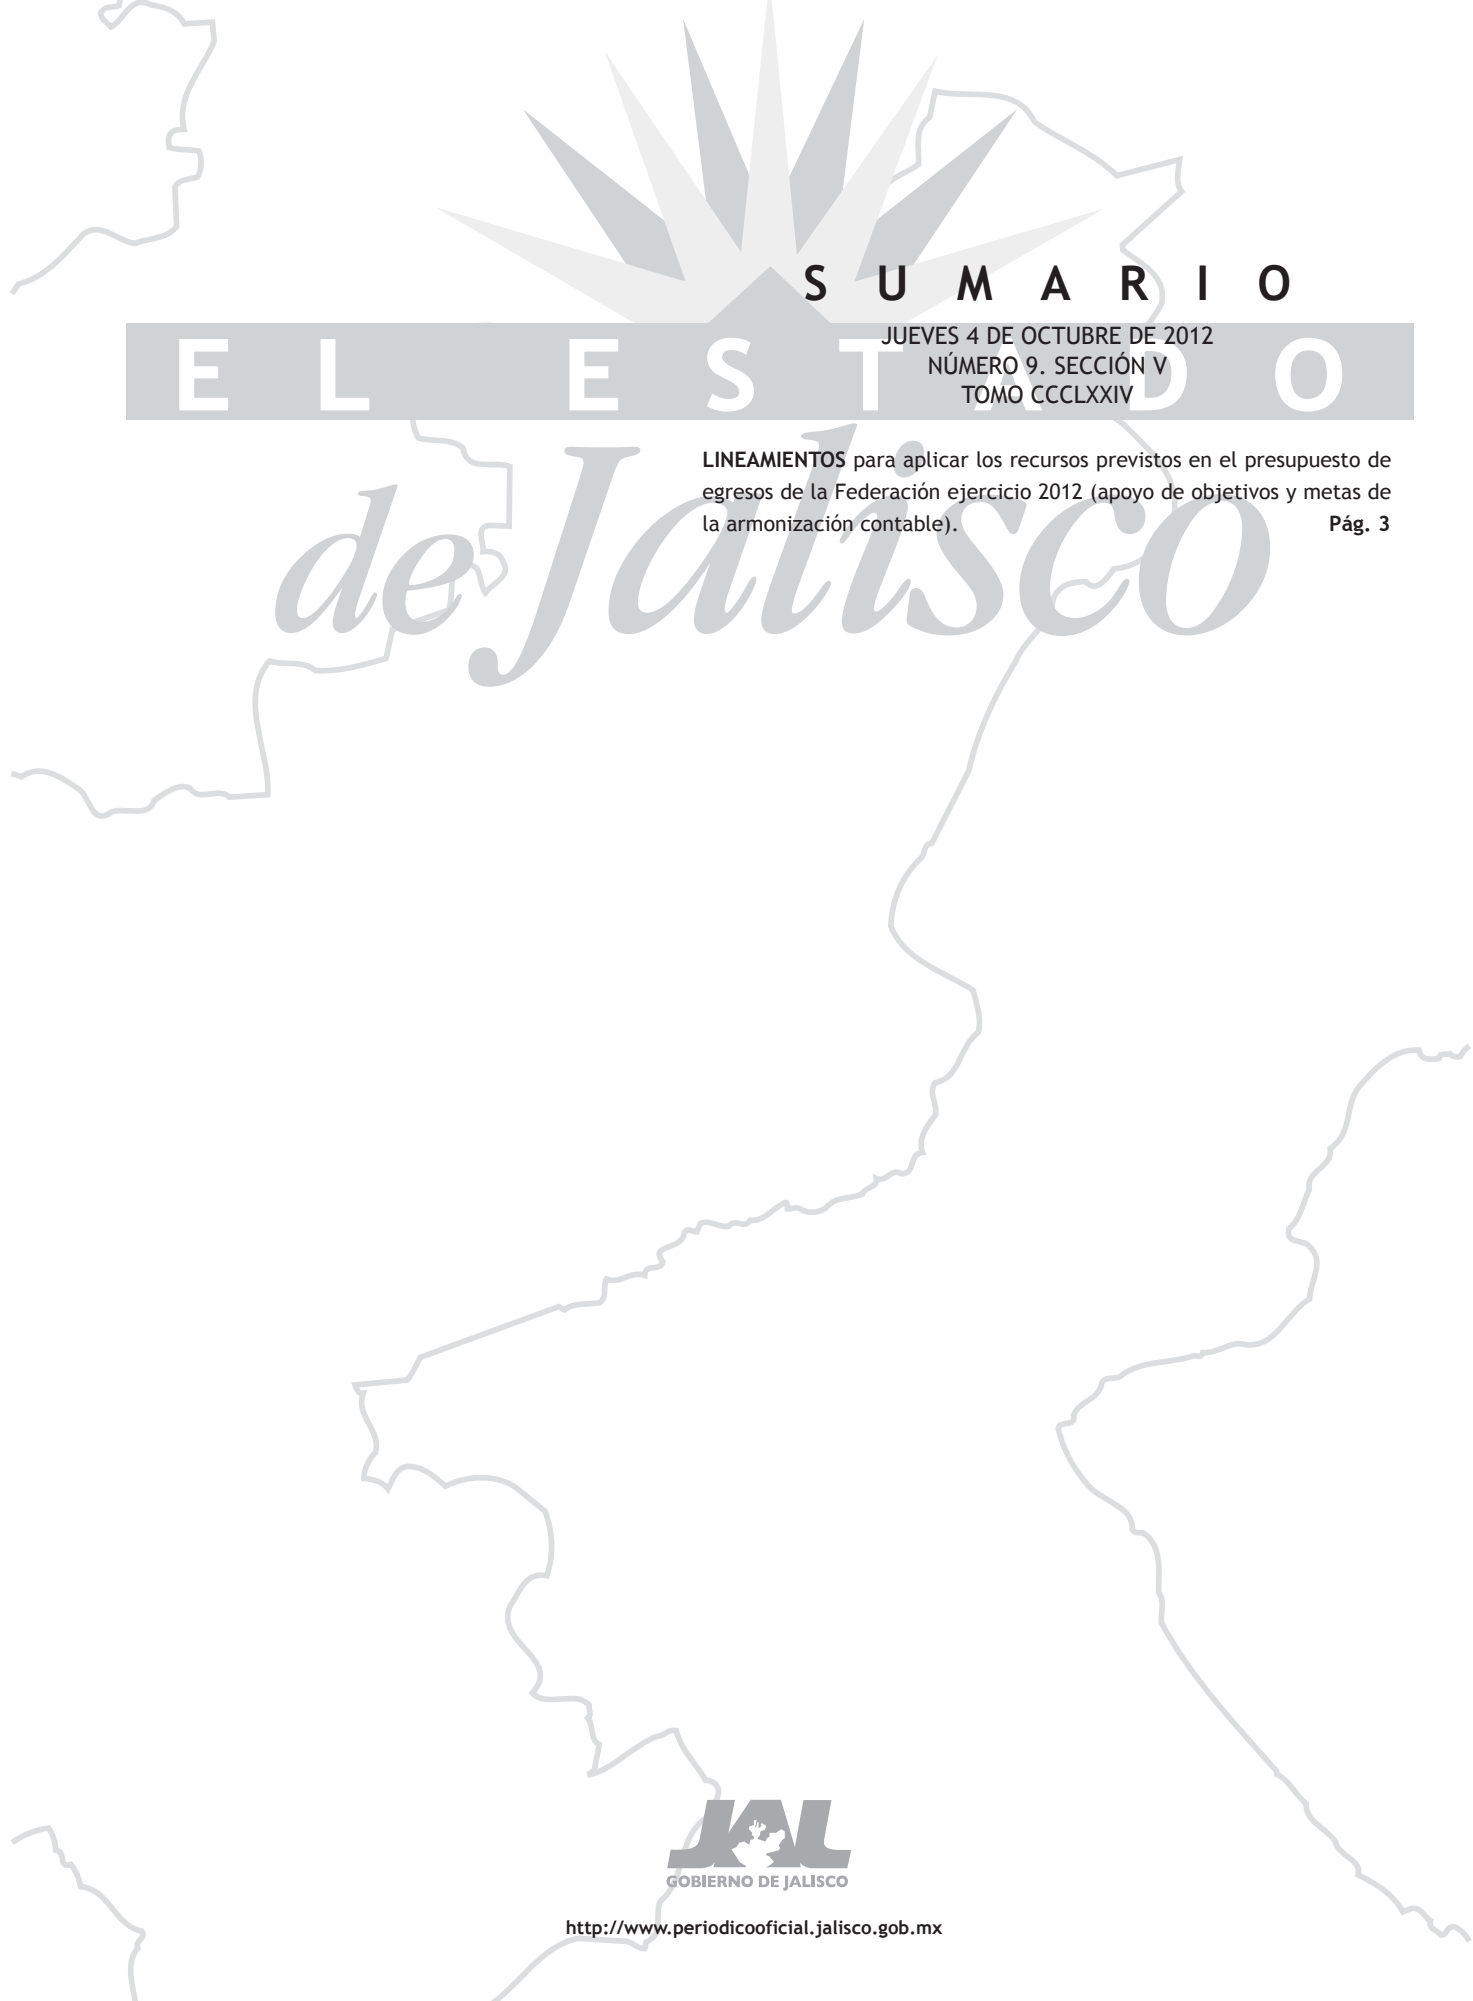 S U M A R I O
EL ESTADO
JUEVES 4 DE OCTUBRE DE 2012
NÚMERO 9. SECCIÓN V
TOMO CCCLXXIV
de Jalisco
LINEAMIENTOS para aplicar los recursos previstos en el presupuesto de
egresos de la Federación ejercicio 2012 (apoyo de objetivos y metas de
la armonización contable). Pág. 3
JAL
GOBIERNO DE JALISCO
http://www.periodicooficial.jalisco.gob.mx